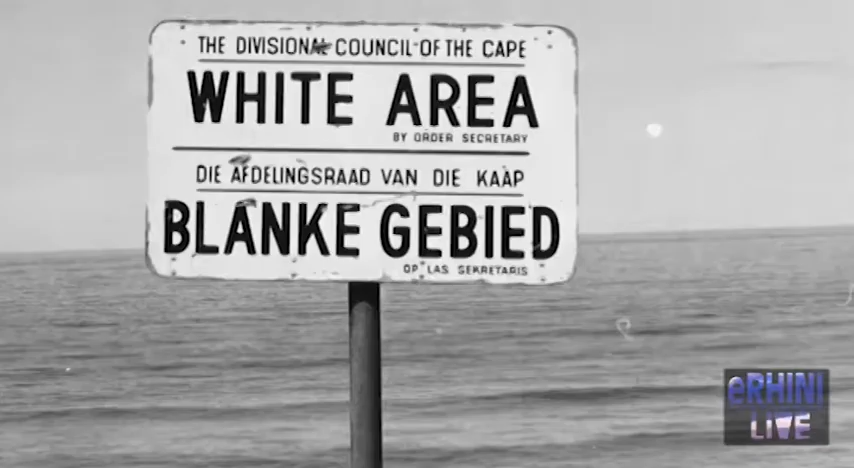 THE DIVISIONAL COUNCIL OF THE CAPE
WHITE AREA
BY ORDER SECRETARY
DIE AFDELINGSRAAD VAN DIE KAAP
BLANKE GEBIED
OP LAS SEKRETARIS
eRHINI
LIVE